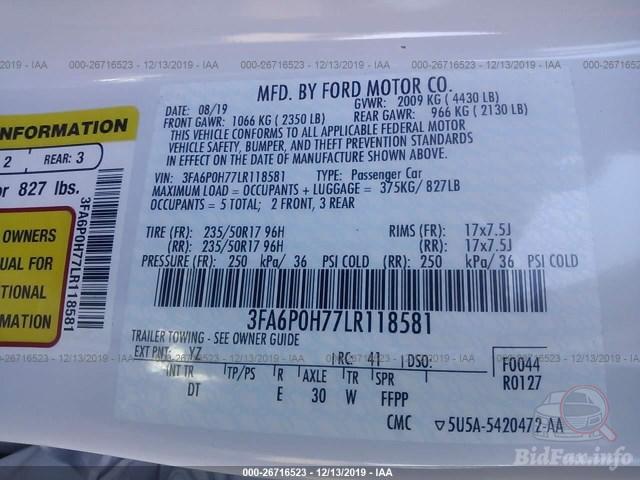 000-26716523 - 12/13/2019 - IAA
MFD. BY FORD MOTOR CO.
DATE: 08/19
GVWR: 2009 KG ( 4430 LB)
FRONT GAWR: 1066 KG ( 2350 LB)
REAR GAWR: 966 KG ( 2130 LB)
THIS VEHICLE CONFORMS TO ALL APPLICABLE FEDERAL MOTOR
VEHICLE SAFETY, BUMPER, AND THEFT PREVENTION STANDARDS
IN EFFECT ON THE DATE OF MANUFACTURE SHOWN ABOVE.
VIN: 3FA6P0H77LR118581 TYPE: Passenger Car
MAXIMUM LOAD = OCCUPANTS + LUGGAGE = 375KG/ 827LB
OCCUPANTS = 5 TOTAL; 2 FRONT, 3 REAR
TIRE (FR): 235/50R17 96H RIMS (FR): 17x7.5J
(RR): 235/50R17 96H (RR): 17x7.5J
PRESSURE (FR): 250 kPa/ 36 PSI COLD (RR): 250 kPa/ 36 PSI COLD
3FA6P0H77LR118581
TRAILER TOWING - SEE OWNER GUIDE
EXT PNT: YZ RC: 41 DSO: F0044
INT TR TP/PS R AXLE TR SPR R0127
DT E 30 W FFPP
CMC ▽5U5A-5420472-AA
INFORMATION
2 REAR: 3
or 827 lbs.
OWNERS
UAL FOR
TIONAL
RMATION
3FA6P0H77LR118581
000-26716523 - 12/13/2019 - IAA
BidFax.info